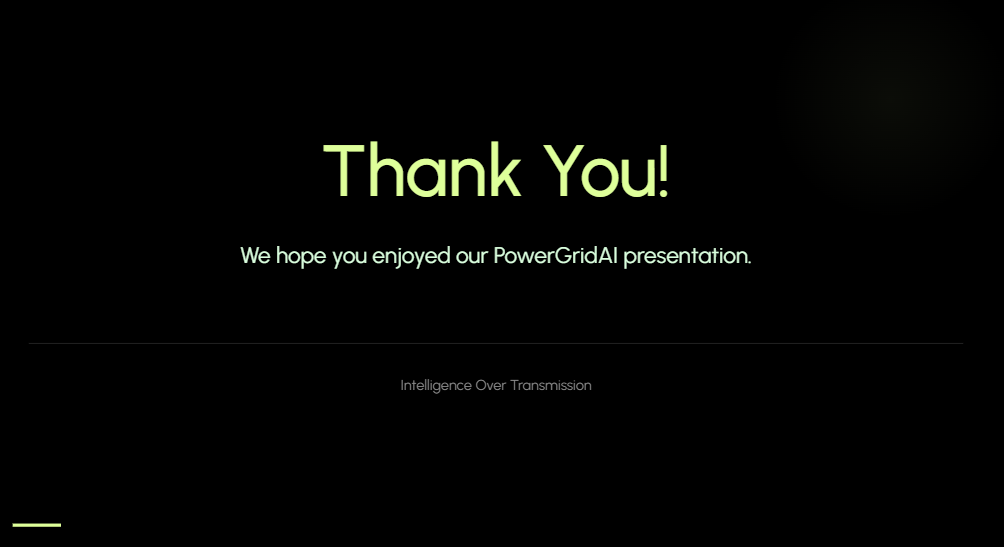 Thank You!
We hope you enjoyed our PowerGridAI presentation.
Intelligence Over Transmission